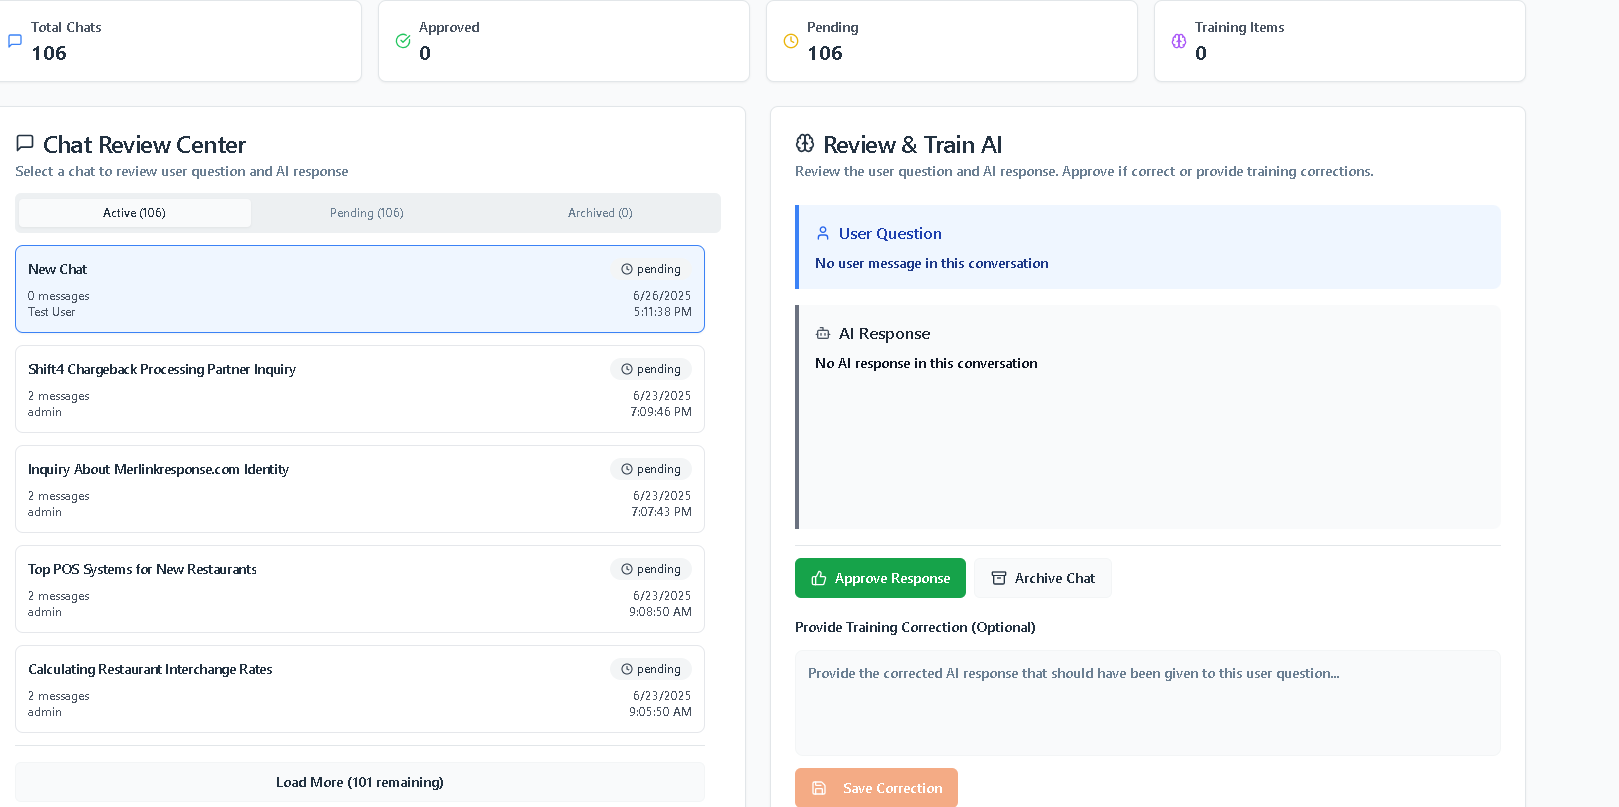 Total Chats
106
Approved
0
Pending
106
Training Items
0
Chat Review Center
Select a chat to review user question and AI response
Active (106)
Pending (106)
Archived (0)
New Chat
pending
0 messages
6/26/2025
Test User
5:11:38 PM
Shift4 Chargeback Processing Partner Inquiry
pending
2 messages
6/23/2025
admin
7:09:46 PM
Inquiry About Merlinkresponse.com Identity
pending
2 messages
6/23/2025
admin
7:07:43 PM
Top POS Systems for New Restaurants
pending
2 messages
6/23/2025
admin
9:08:50 AM
Calculating Restaurant Interchange Rates
pending
2 messages
6/23/2025
admin
9:05:50 AM
Load More (101 remaining)
Review & Train AI
Review the user question and AI response. Approve if correct or provide training corrections.
User Question
No user message in this conversation
AI Response
No AI response in this conversation
Approve Response
Archive Chat
Provide Training Correction (Optional)
Provide the corrected AI response that should have been given to this user question...
Save Correction